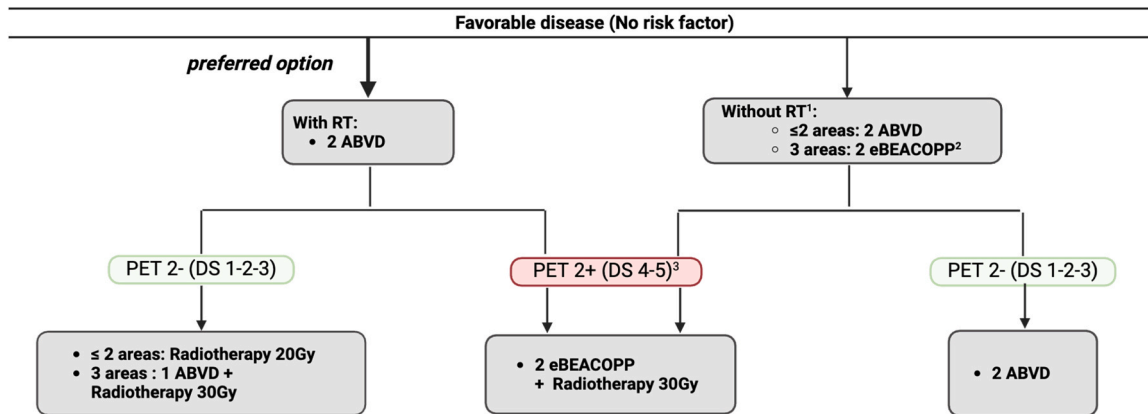 Favorable disease (No risk factor)
preferred option
With RT:
• 2 ABVD
Without RT¹:
○ ≤2 areas: 2 ABVD
○ 3 areas: 2 eBEACOPP²
PET 2- (DS 1-2-3)
PET 2+ (DS 4-5)³
PET 2- (DS 1-2-3)
• ≤ 2 areas: Radiotherapy 20Gy
• 3 areas : 1 ABVD +
Radiotherapy 30Gy
• 2 eBEACOPP
+ Radiotherapy 30Gy
• 2 ABVD